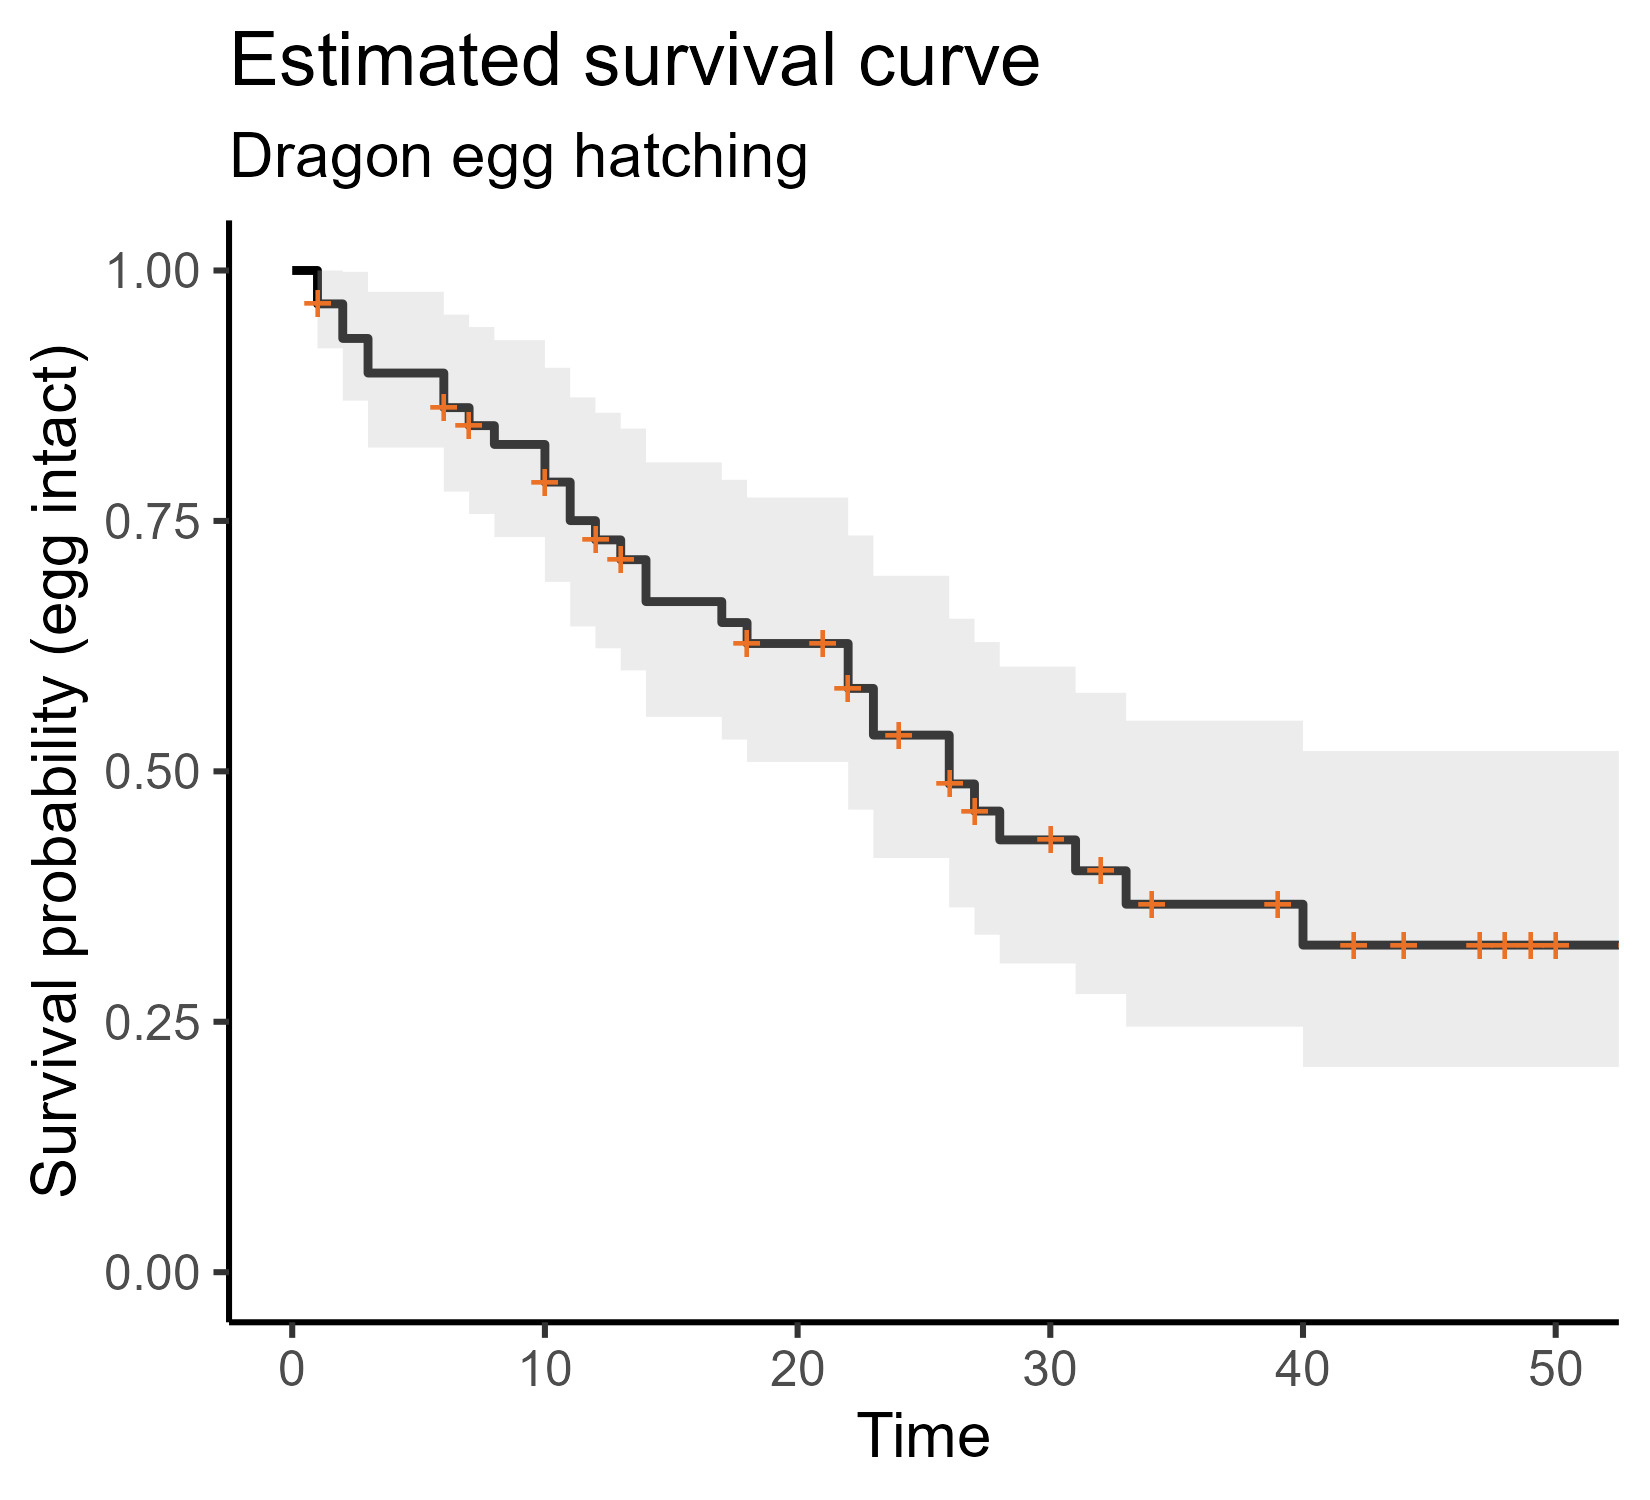 Estimated survival curve
Dragon egg hatching
Survival probability (egg intact)
1.00
0.75
0.50
0.25
0.00
0 10 20 30 40 50
Time